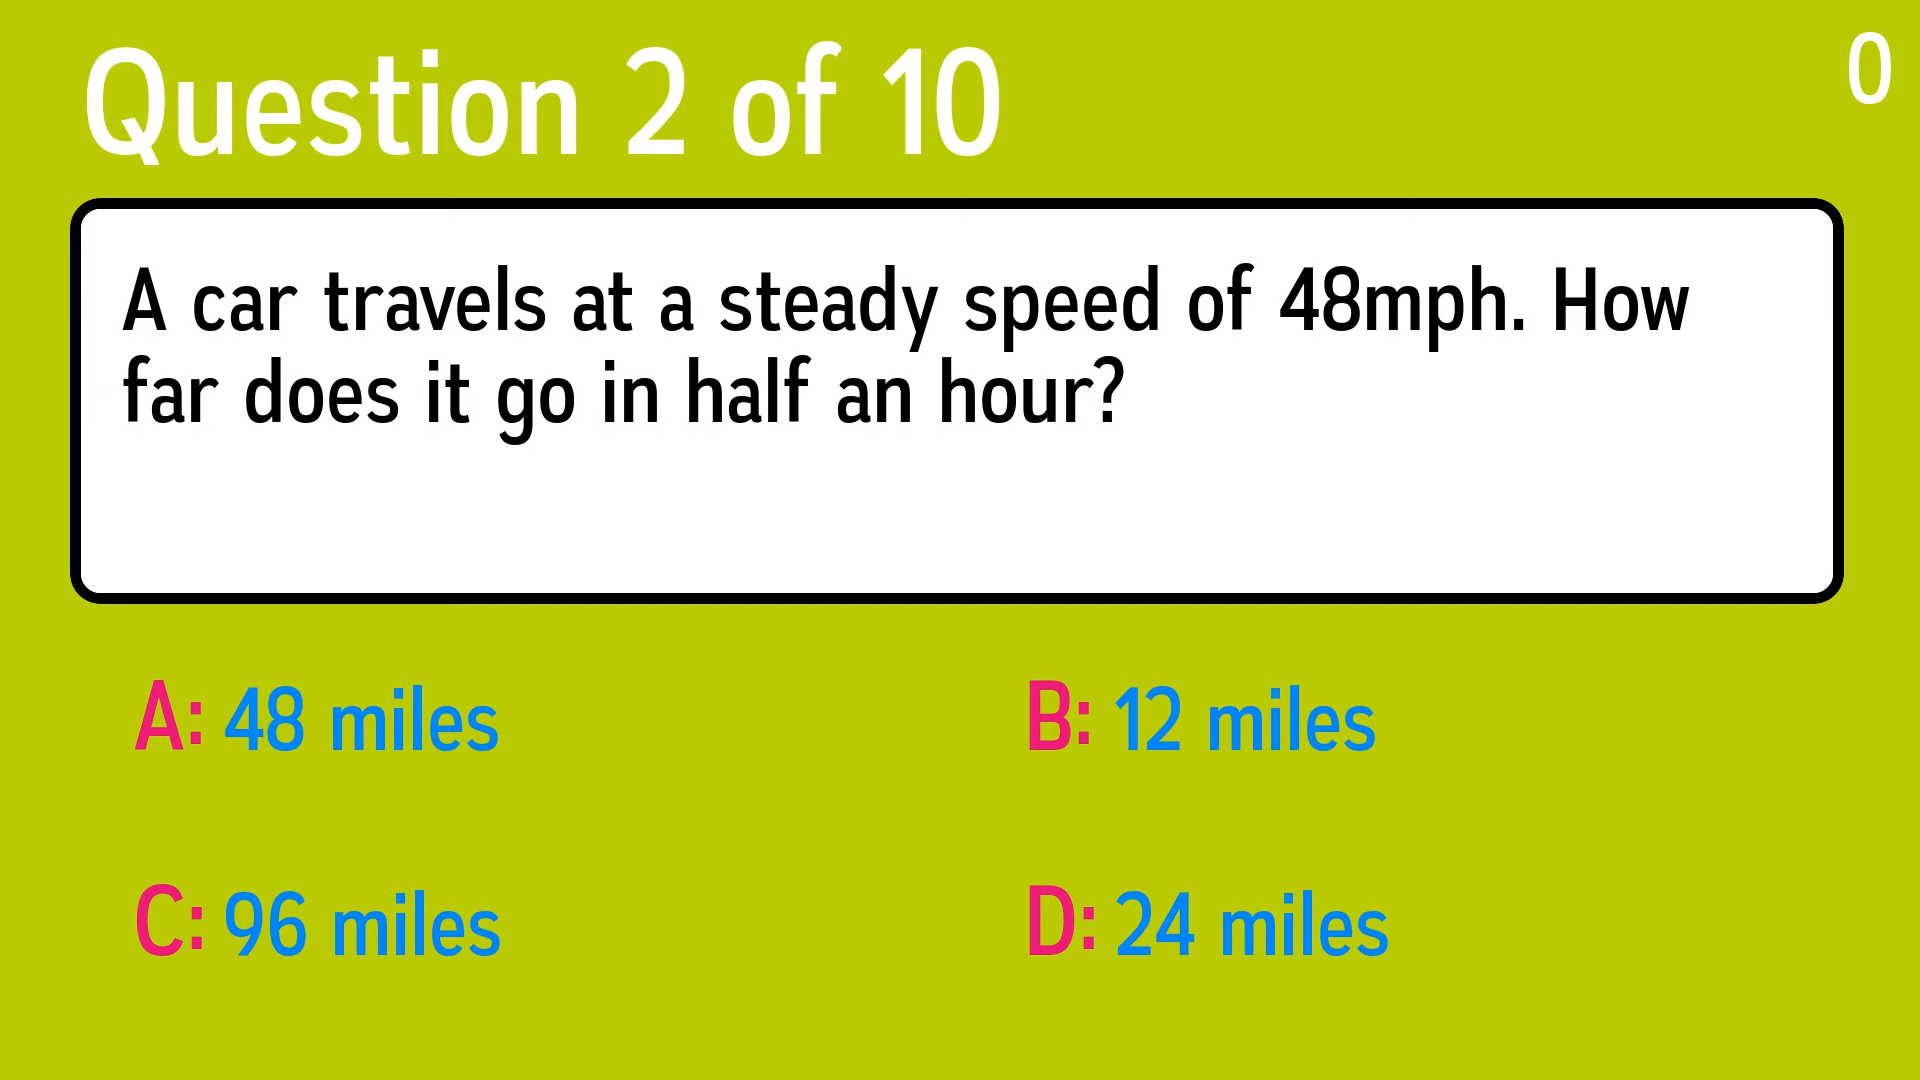 Question 2 of 10
0
A car travels at a steady speed of 48mph. How
far does it go in half an hour?
A: 48 miles
B: 12 miles
C: 96 miles
D: 24 miles